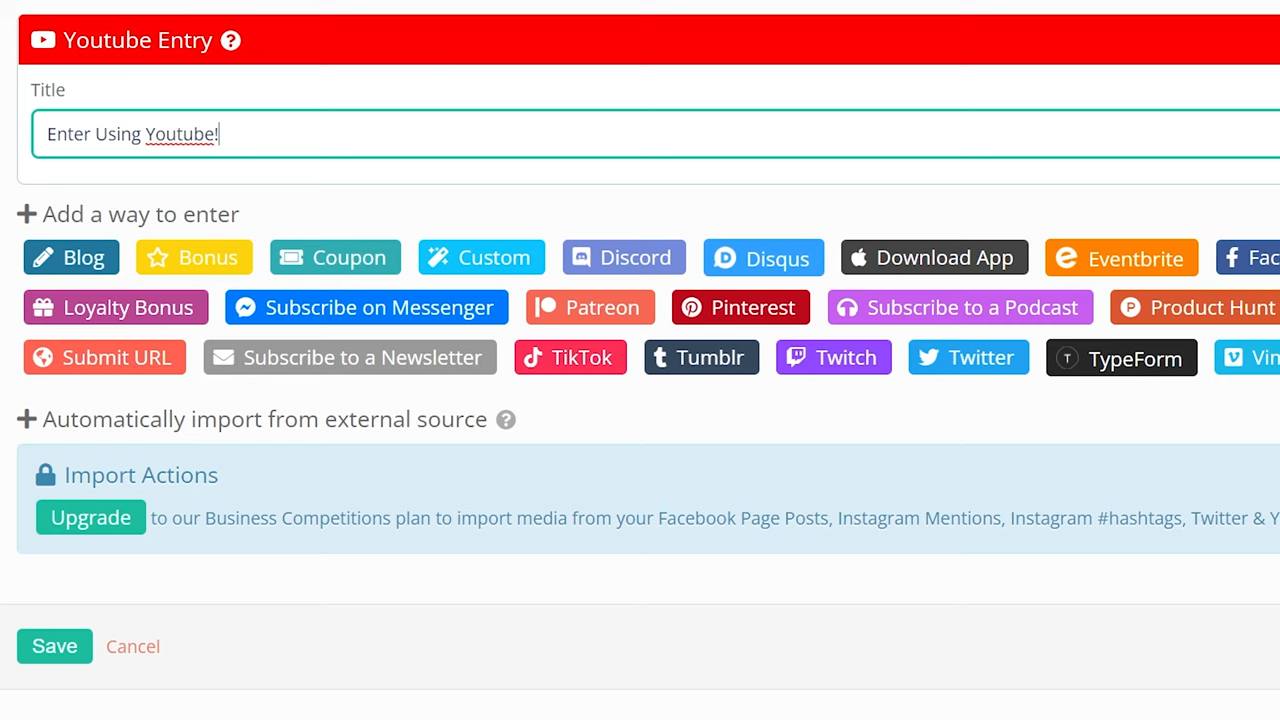 Youtube Entry ?
Title
Enter Using Youtube!
Add a way to enter
Blog Bonus Coupon Custom Discord Disqus Download App Eventbrite Fac
Loyalty Bonus Subscribe on Messenger Patreon Pinterest Subscribe to a Podcast Product Hunt
Submit URL Subscribe to a Newsletter TikTok Tumblr Twitch Twitter TypeForm Vin
Automatically import from external source ?
Import Actions
Upgrade to our Business Competitions plan to import media from your Facebook Page Posts, Instagram Mentions, Instagram #hashtags, Twitter & Y
Save Cancel